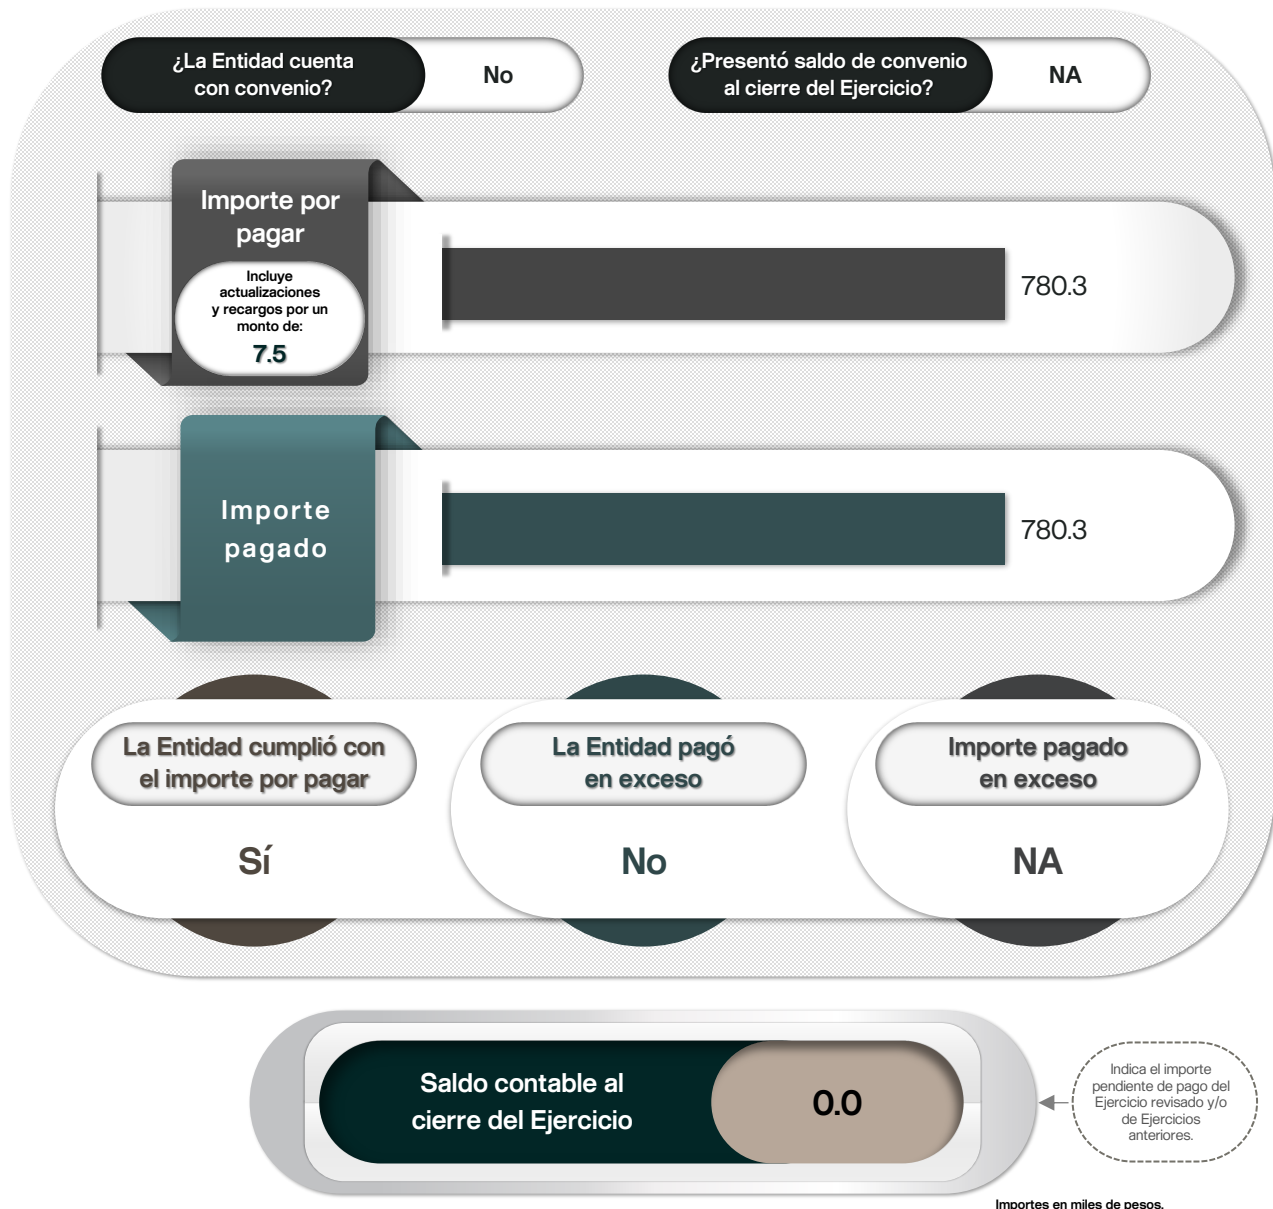 ¿La Entidad cuenta
con convenio?
No
¿Presentó saldo de convenio
al cierre del Ejercicio?
NA
Importe por
pagar
Incluye
actualizaciones
y recargos por un
monto de:
7.5
780.3
Importe
pagado
780.3
La Entidad cumplió con
el importe por pagar
Sí
La Entidad pagó
en exceso
No
Importe pagado
en exceso
NA
Saldo contable al
cierre del Ejercicio
0.0
Indica el importe
pendiente de pago del
Ejercicio revisado y/o
de Ejercicios
anteriores.
Importes en miles de pesos.